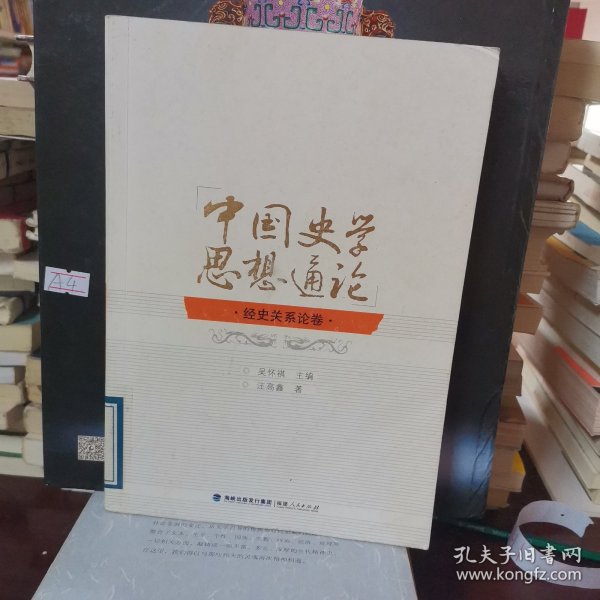 中国史学
思想通论
·经史关系论卷·
吴怀祺 主编
汪高鑫 著
海峡出版发行集团 | 福建人民出版社
A4
孔夫子旧书网
www.kongfz.com